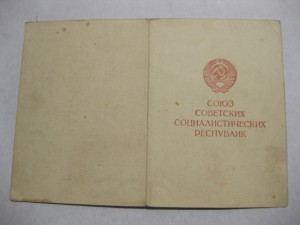 СОЮЗ
СОВЕТСКИХ
СОЦИАЛИСТИЧЕСКИХ
РЕСПУБЛИК